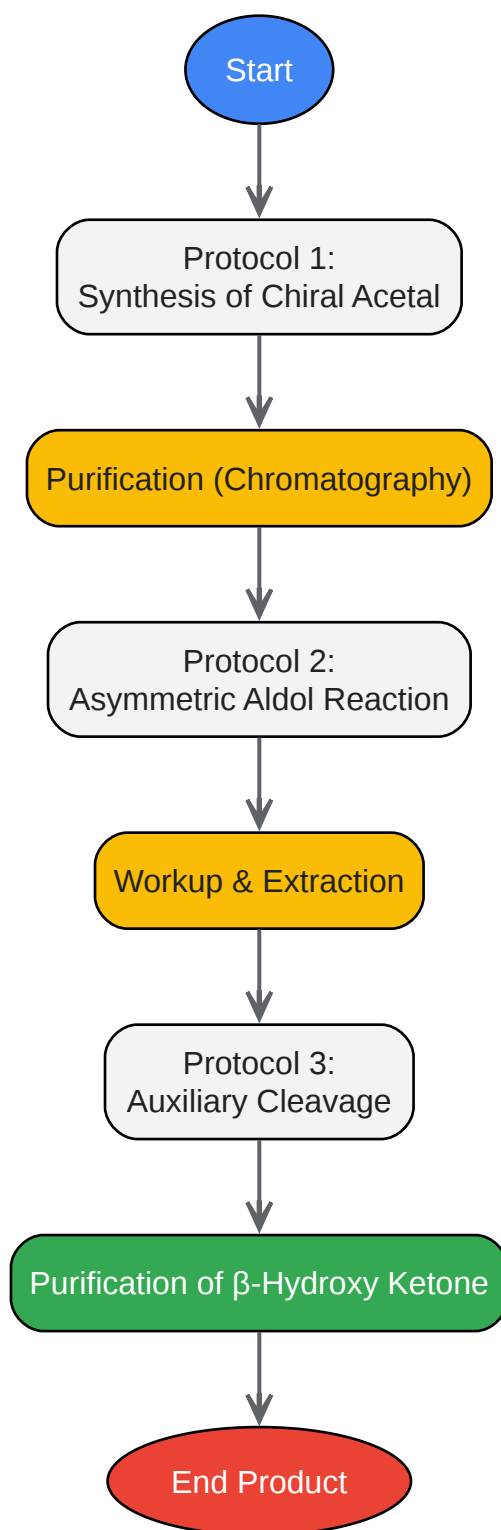 Start
Protocol 1:
Synthesis of Chiral Acetal
Purification (Chromatography)
Protocol 2:
Asymmetric Aldol Reaction
Workup & Extraction
Protocol 3:
Auxiliary Cleavage
Purification of β-Hydroxy Ketone
End Product